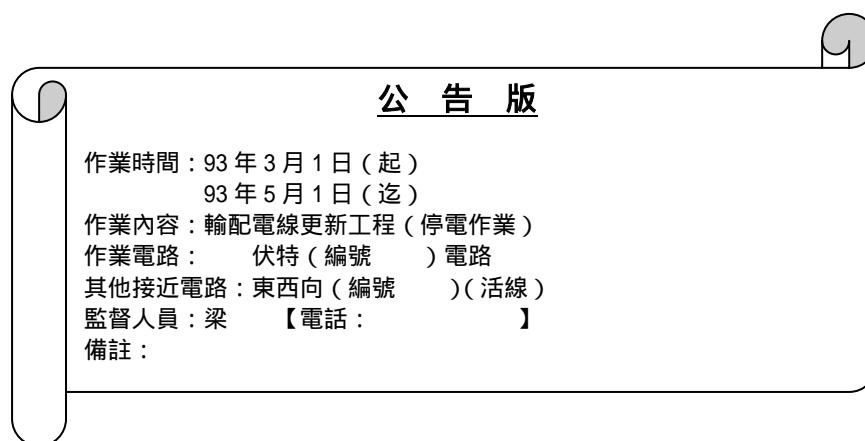 公 告 版
作業時間：93 年 3 月 1 日（起）
93 年 5 月 1 日（迄）
作業內容：輸配電線更新工程（停電作業）
作業電路：　　伏特（編號　　）電路
其他接近電路：東西向（編號　　）（活線）
監督人員：梁　　【電話：　　　　　　】
備註：